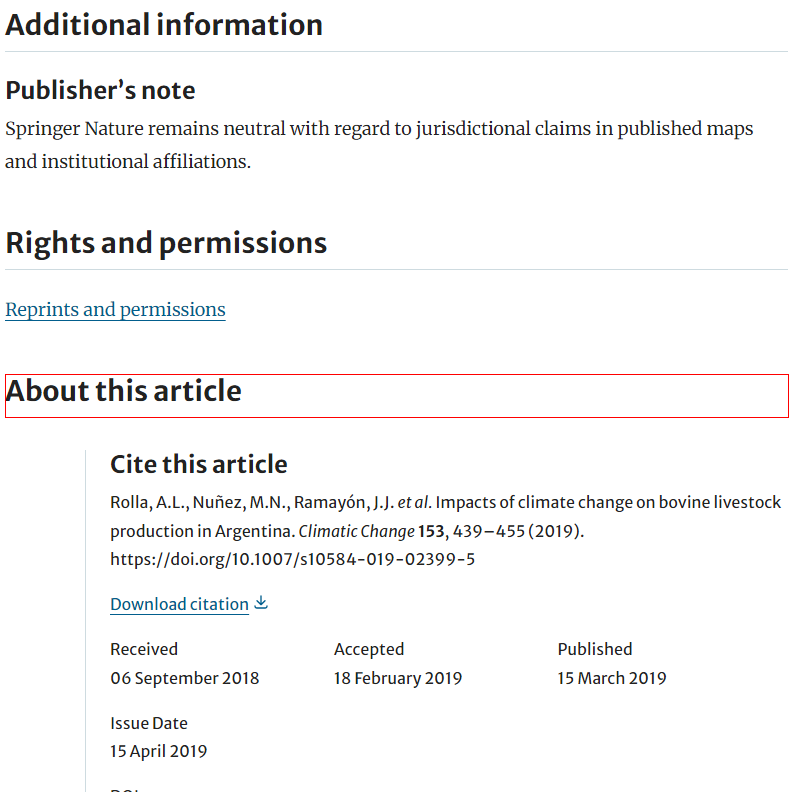 Additional information
Publisher’s note
Springer Nature remains neutral with regard to jurisdictional claims in published maps
and institutional affiliations.
Rights and permissions
Reprints and permissions
About this article
Cite this article
Rolla, A.L., Nuñez, M.N., Ramayón, J.J. et al. Impacts of climate change on bovine livestock
production in Argentina. Climatic Change 153, 439–455 (2019).
https://doi.org/10.1007/s10584-019-02399-5
Download citation
Received Accepted Published
06 September 2018 18 February 2019 15 March 2019
Issue Date
15 April 2019